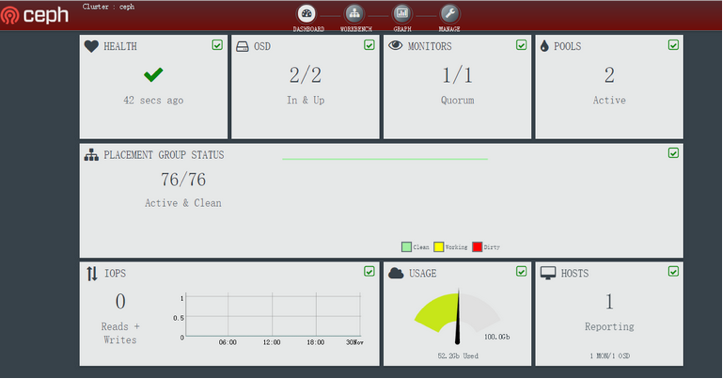 ceph
Cluster : ceph
DASHBOARD WORKBENCH GRAPH MANAGE
HEALTH
42 secs ago
OSD
2/2
In & Up
MONITORS
1/1
Quorum
POOLS
2
Active
PLACEMENT GROUP STATUS
76/76
Active & Clean
Clean Working Dirty
IOPS
0
Reads +
Writes
1
0.5
0
06:00 12:00 18:00 30Nov
USAGE
100.0Gb
52.2Gb Used
HOSTS
1
Reporting
1 MON/1 OSD